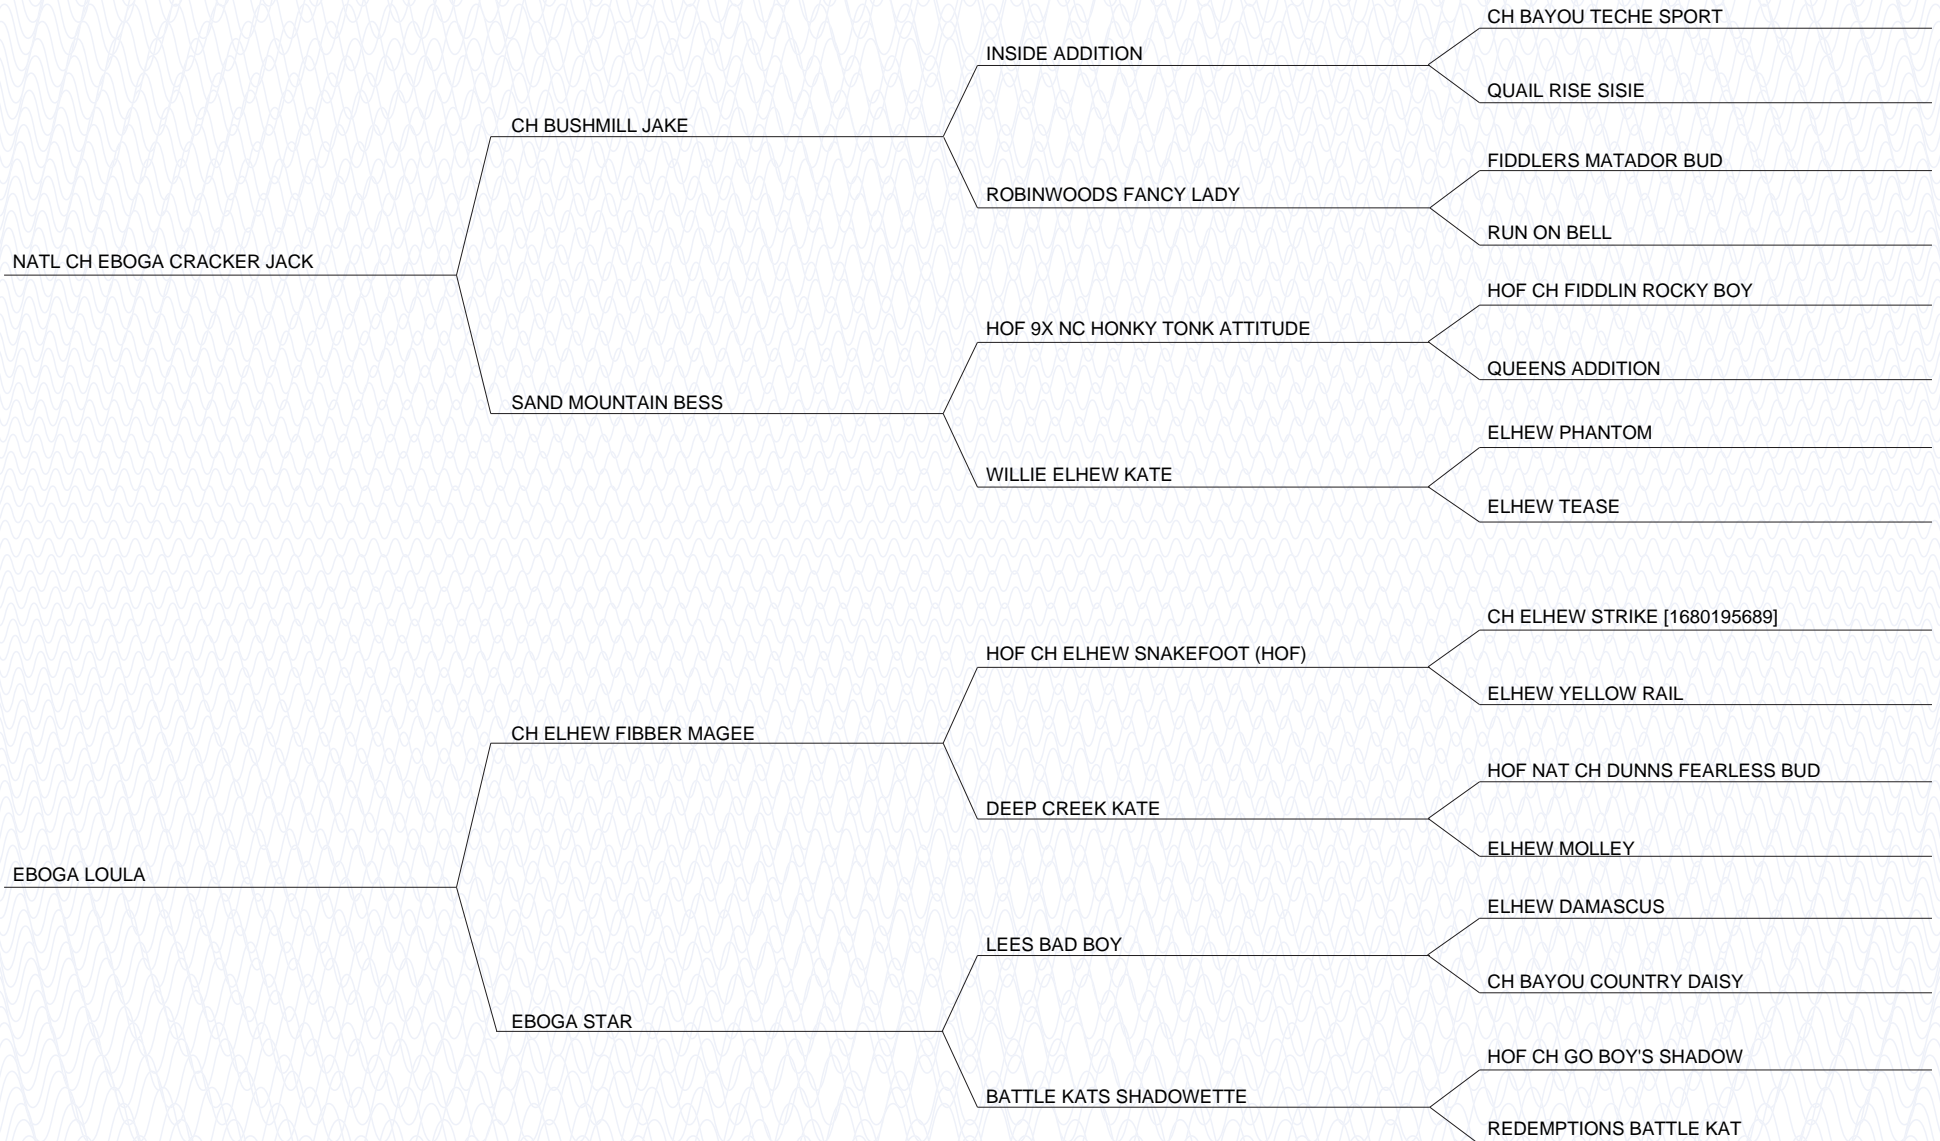 CH BAYOU TECHE SPORT
INSIDE ADDITION
QUAIL RISE SISIE
CH BUSHMILL JAKE
FIDDLERS MATADOR BUD
ROBINWOODS FANCY LADY
RUN ON BELL
NATL CH EBOGA CRACKER JACK
HOF CH FIDDLIN ROCKY BOY
HOF 9X NC HONKY TONK ATTITUDE
QUEENS ADDITION
SAND MOUNTAIN BESS
ELHEW PHANTOM
WILLIE ELHEW KATE
ELHEW TEASE
CH ELHEW STRIKE [1680195689]
HOF CH ELHEW SNAKEFOOT (HOF)
ELHEW YELLOW RAIL
CH ELHEW FIBBER MAGEE
HOF NAT CH DUNNS FEARLESS BUD
DEEP CREEK KATE
ELHEW MOLLEY
EBOGA LOULA
ELHEW DAMASCUS
LEES BAD BOY
CH BAYOU COUNTRY DAISY
EBOGA STAR
HOF CH GO BOY'S SHADOW
BATTLE KATS SHADOWETTE
REDEMPTIONS BATTLE KAT